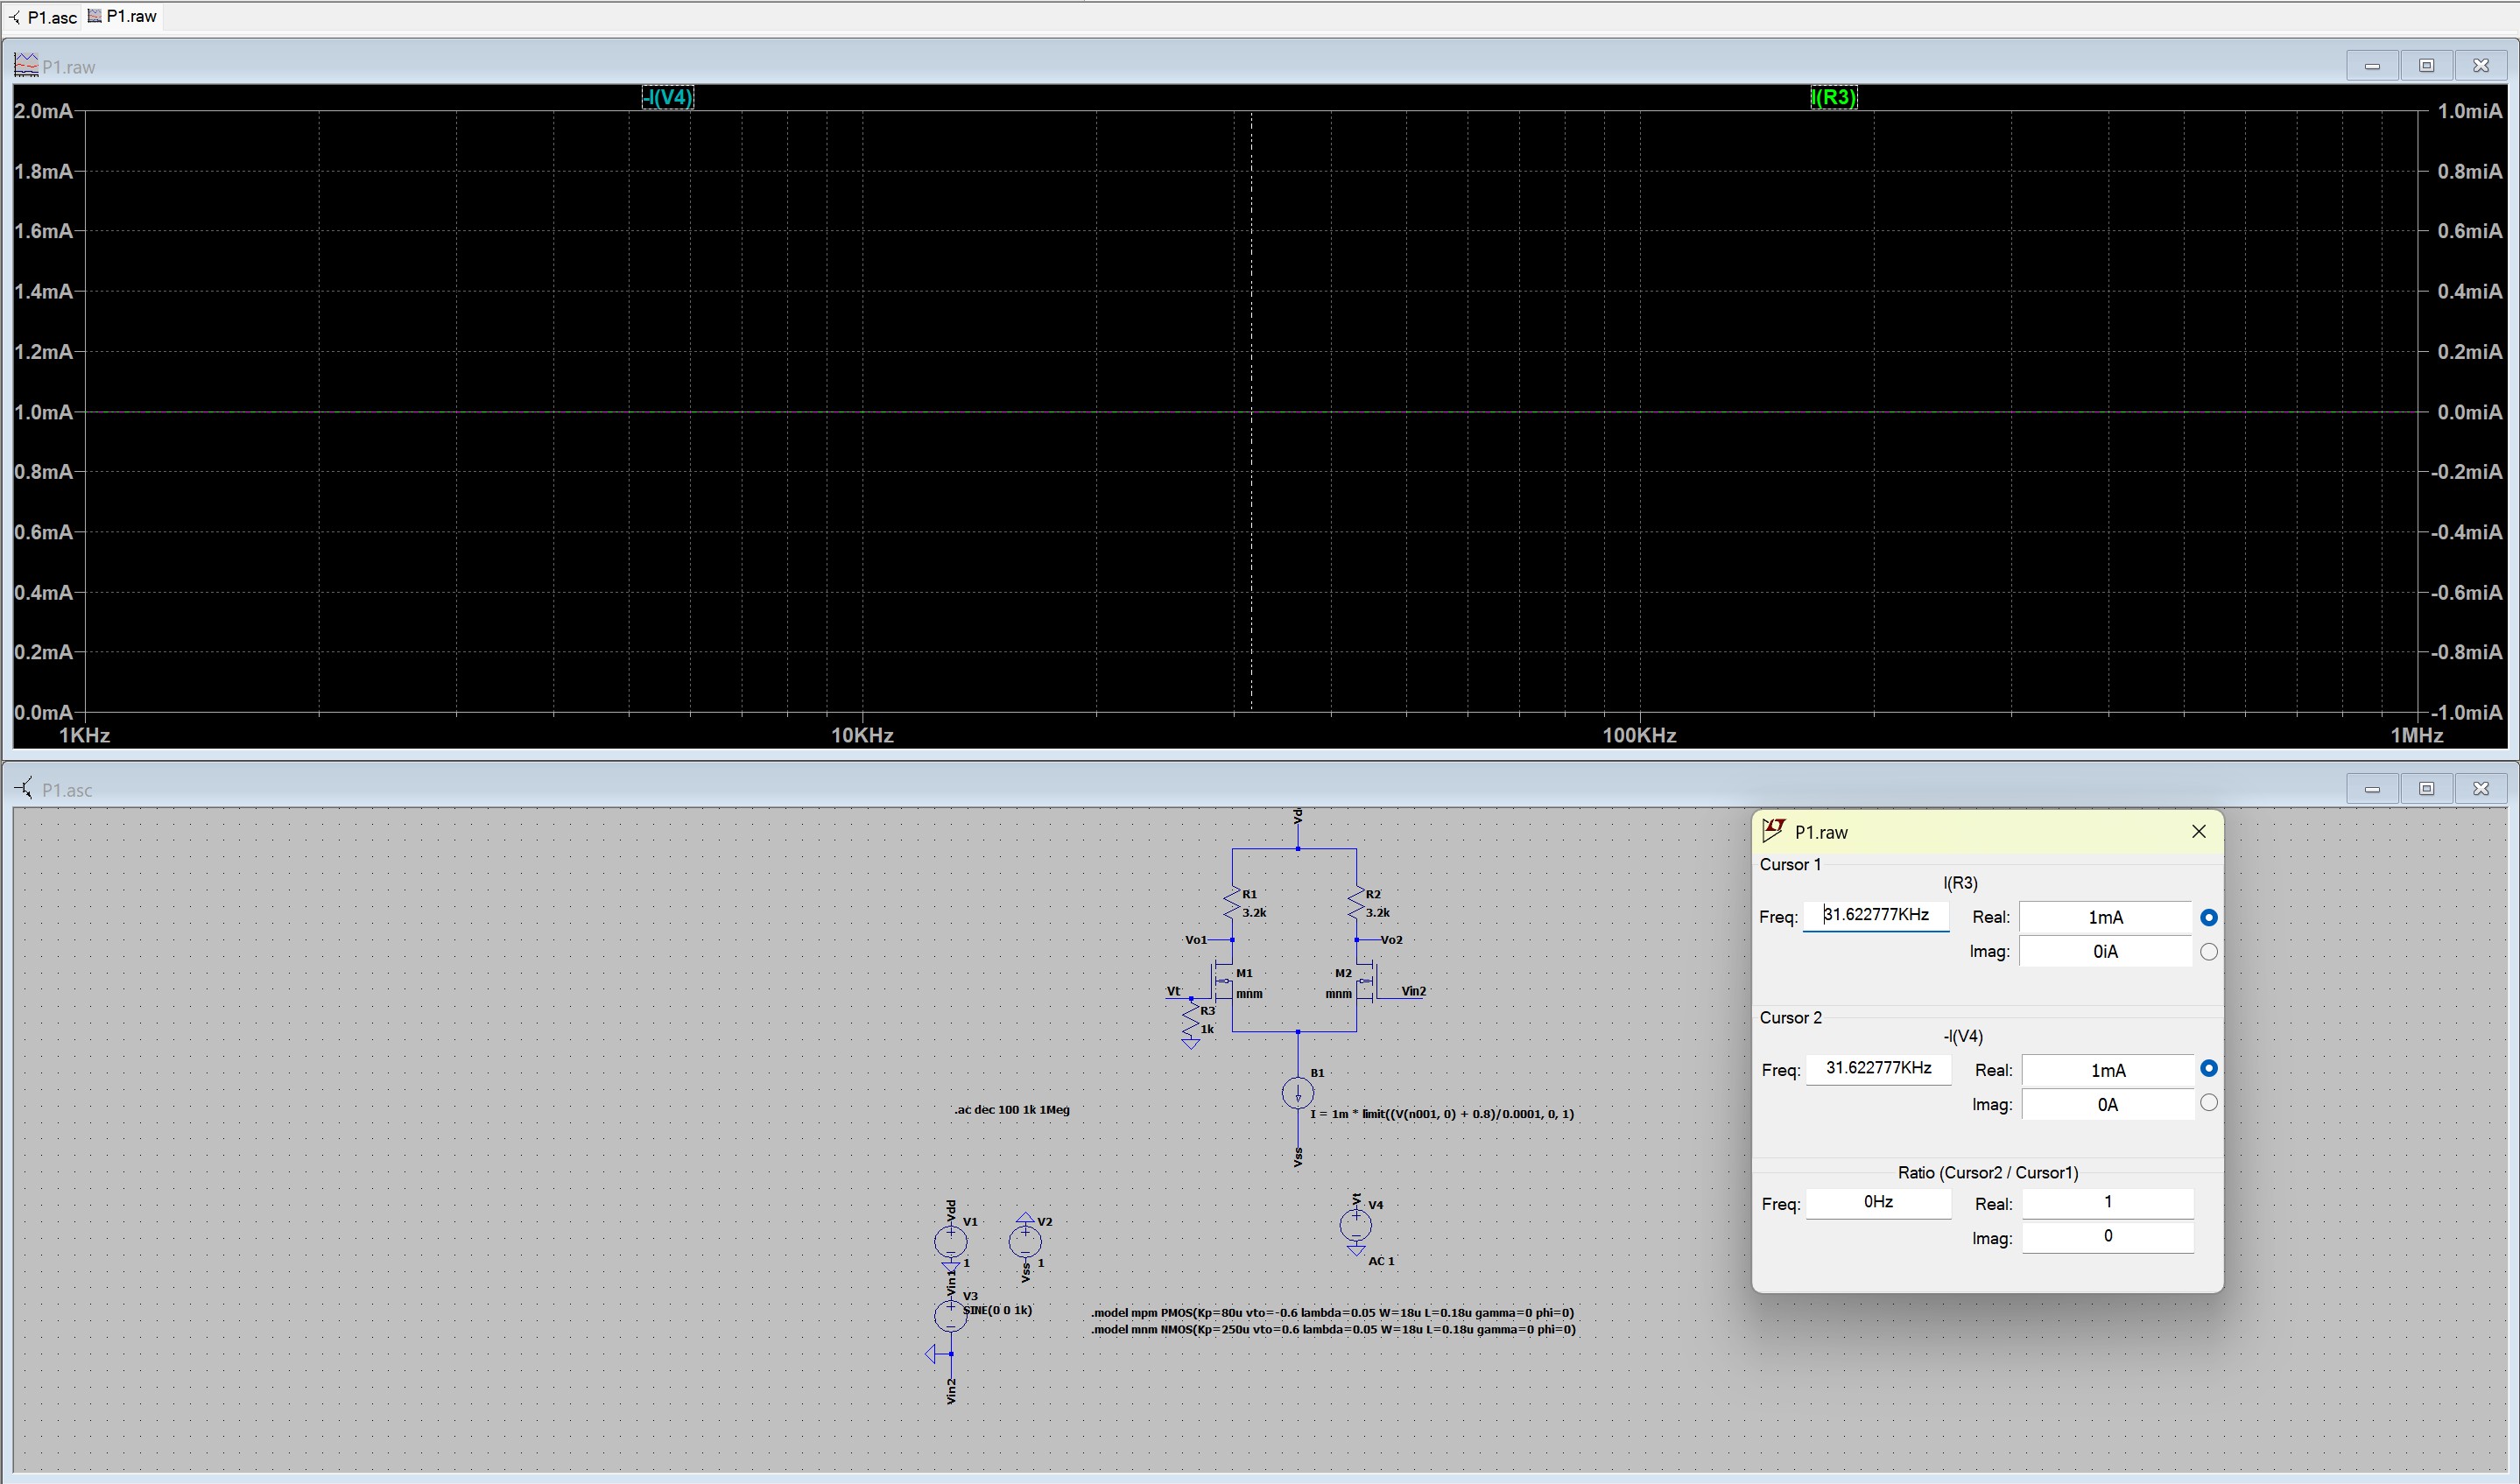 P1.asc P1.raw
P1.raw
-I(V4) I(R3)
2.0mA 1.0miA
1.8mA 0.8miA
1.6mA 0.6miA
1.4mA 0.4miA
1.2mA 0.2miA
1.0mA 0.0miA
0.8mA -0.2miA
0.6mA -0.4miA
0.4mA -0.6miA
0.2mA -0.8miA
0.0mA -1.0miA
1KHz 10KHz 100KHz 1MHz
P1.asc
R1
3.2k
R2
3.2k
Vo1
Vo2
M1
mnm
M2
mnm
Vt
Vin2
R3
1k
B1
I = 1m * limit((V(n001, 0) + 0.8)/0.0001, 0, 1)
Vss
.ac dec 100 1k 1Meg
Vdd
V1
1
V2
1
Vss
Vt
V4
AC 1
Vin1
V3
SINE(0 0 1k)
Vin2
.model mpm PMOS(Kp=80u vto=-0.6 lambda=0.05 W=18u L=0.18u gamma=0 phi=0)
.model mnm NMOS(Kp=250u vto=0.6 lambda=0.05 W=18u L=0.18u gamma=0 phi=0)
P1.raw
Cursor 1
I(R3)
Freq: 31.622777KHz Real: 1mA
Imag: 0iA
Cursor 2
-I(V4)
Freq: 31.622777KHz Real: 1mA
Imag: 0A
Ratio (Cursor2 / Cursor1)
Freq: 0Hz Real: 1
Imag: 0